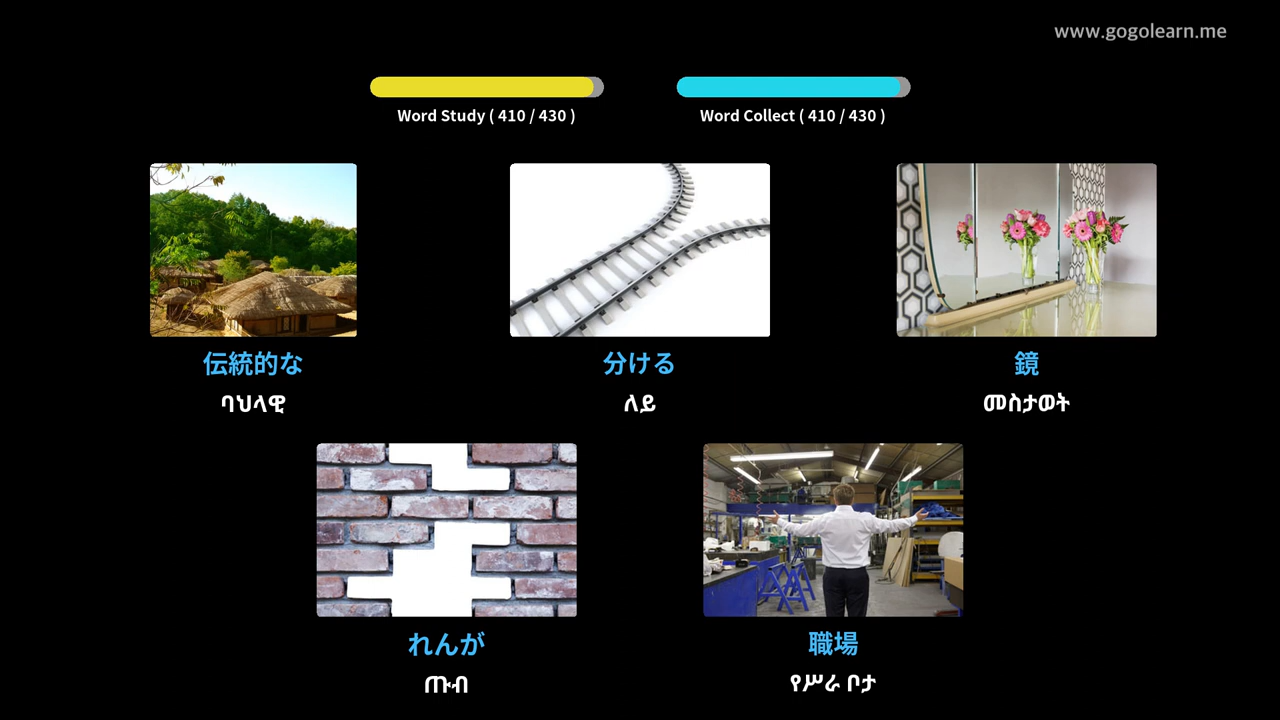 www.gogolearn.me
Word Study ( 410 / 430 )
Word Collect ( 410 / 430 )
伝統的な
ባህላዊ
分ける
ለይ
鏡
መስታወት
れんが
ጡብ
職場
የሥራ ቦታ